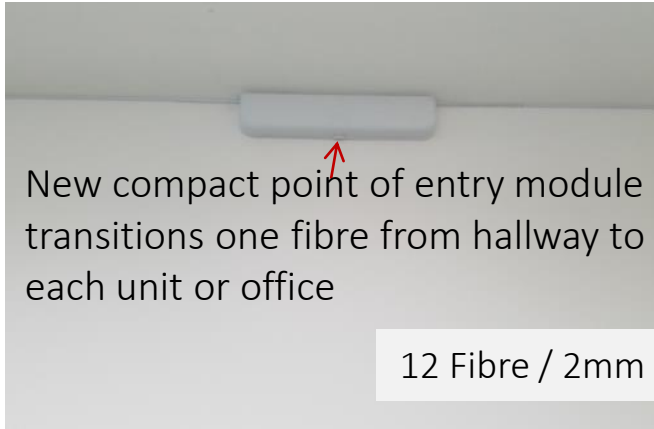 New compact point of entry module
transitions one fibre from hallway to
each unit or office
12 Fibre / 2mm